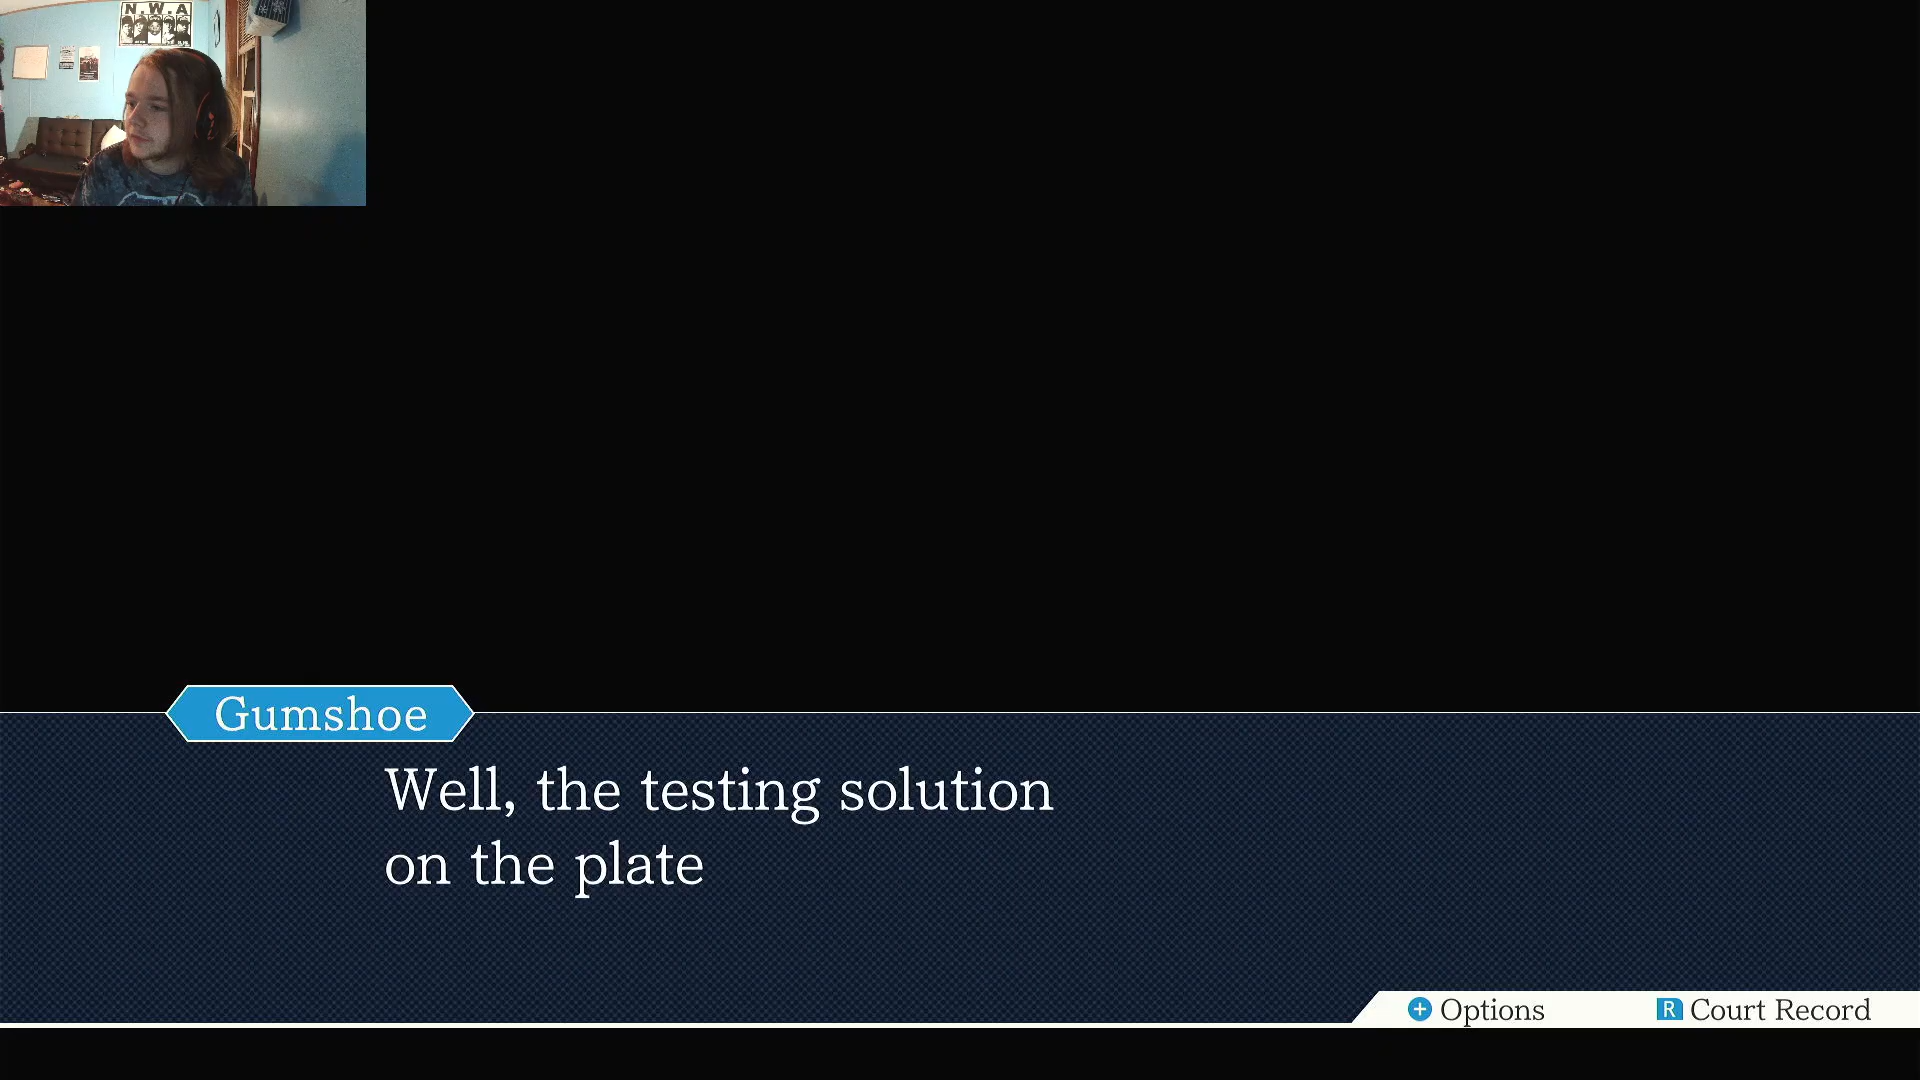 N.W.A
Gumshoe
Well, the testing solution
on the plate
Options
R Court Record